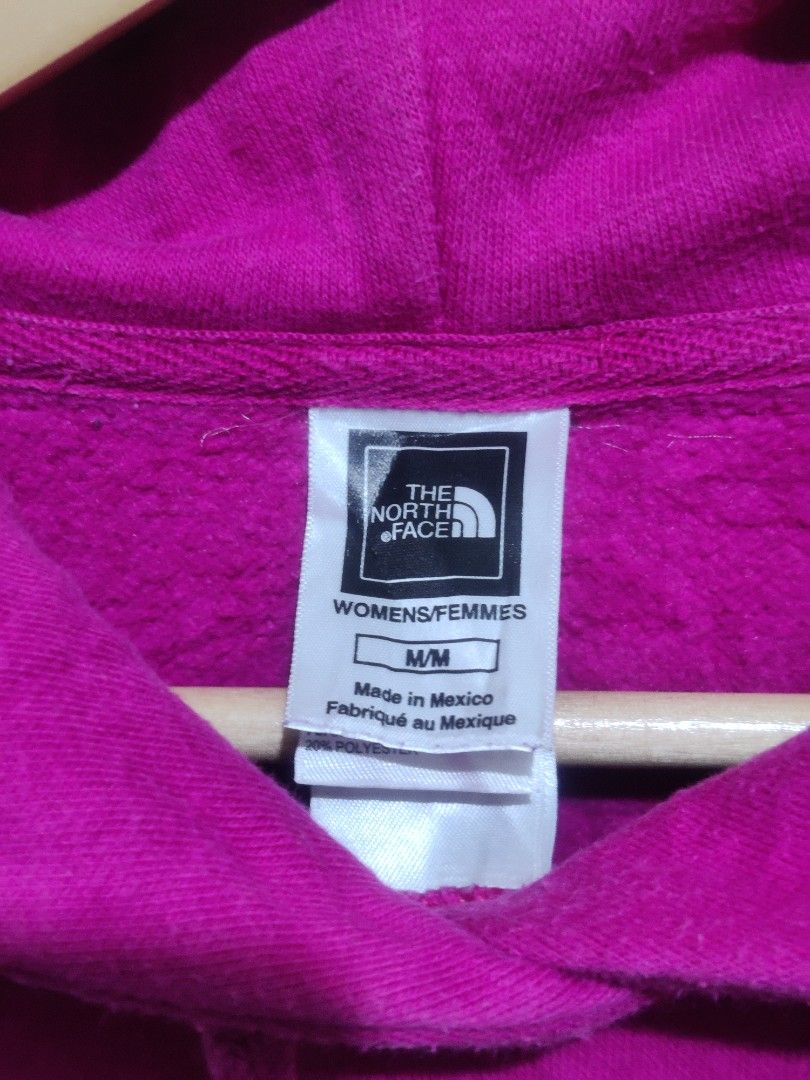 THE
NORTH
®FACE
WOMENS/FEMMES
M/M
Made in Mexico
Fabriqué au Mexique
20% POLYESTER